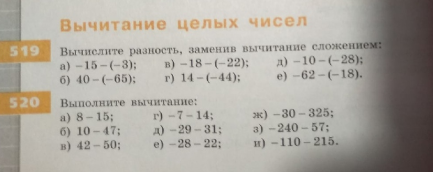 Вычитание целых чисел
519 Вычислите разность, заменив вычитание сложением:
а) −15 − (−3); в) −18 − (−22); д) −10 − (−28);
б) 40 − (−65); г) 14 − (−44); е) −62 − (−18).
520 Выполните вычитание:
а) 8 − 15; г) −7 − 14; ж) −30 − 325;
б) 10 − 47; д) −29 − 31; з) −240 − 57;
в) 42 − 50; е) −28 − 22; и) −110 − 215.